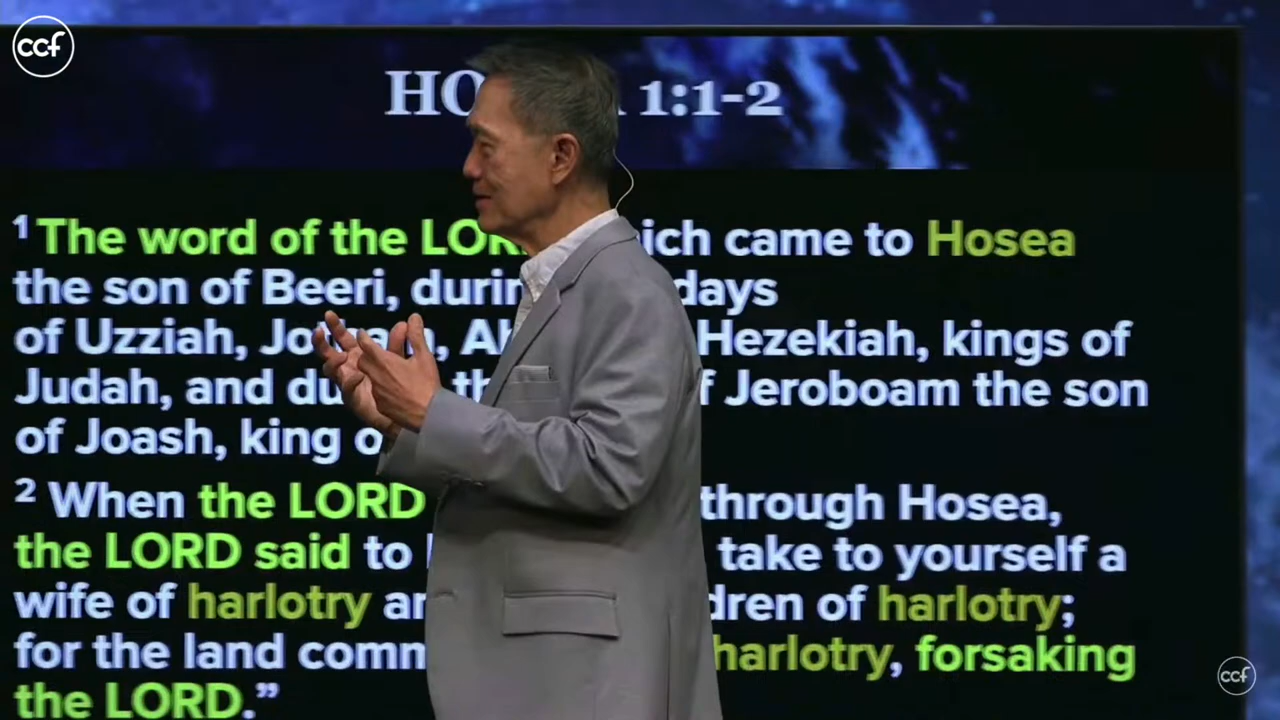 ccf
HO 1:1-2
1 The word of the LOR ich came to Hosea
the son of Beeri, durin days
of Uzziah, Jo Hezekiah, kings of
Judah, and du th f Jeroboam the son
of Joash, king o
2 When the LORD through Hosea,
the LORD said to take to yourself a
wife of harlotry ar dren of harlotry;
for the land comm harlotry, forsaking
the LORD.”
ccf